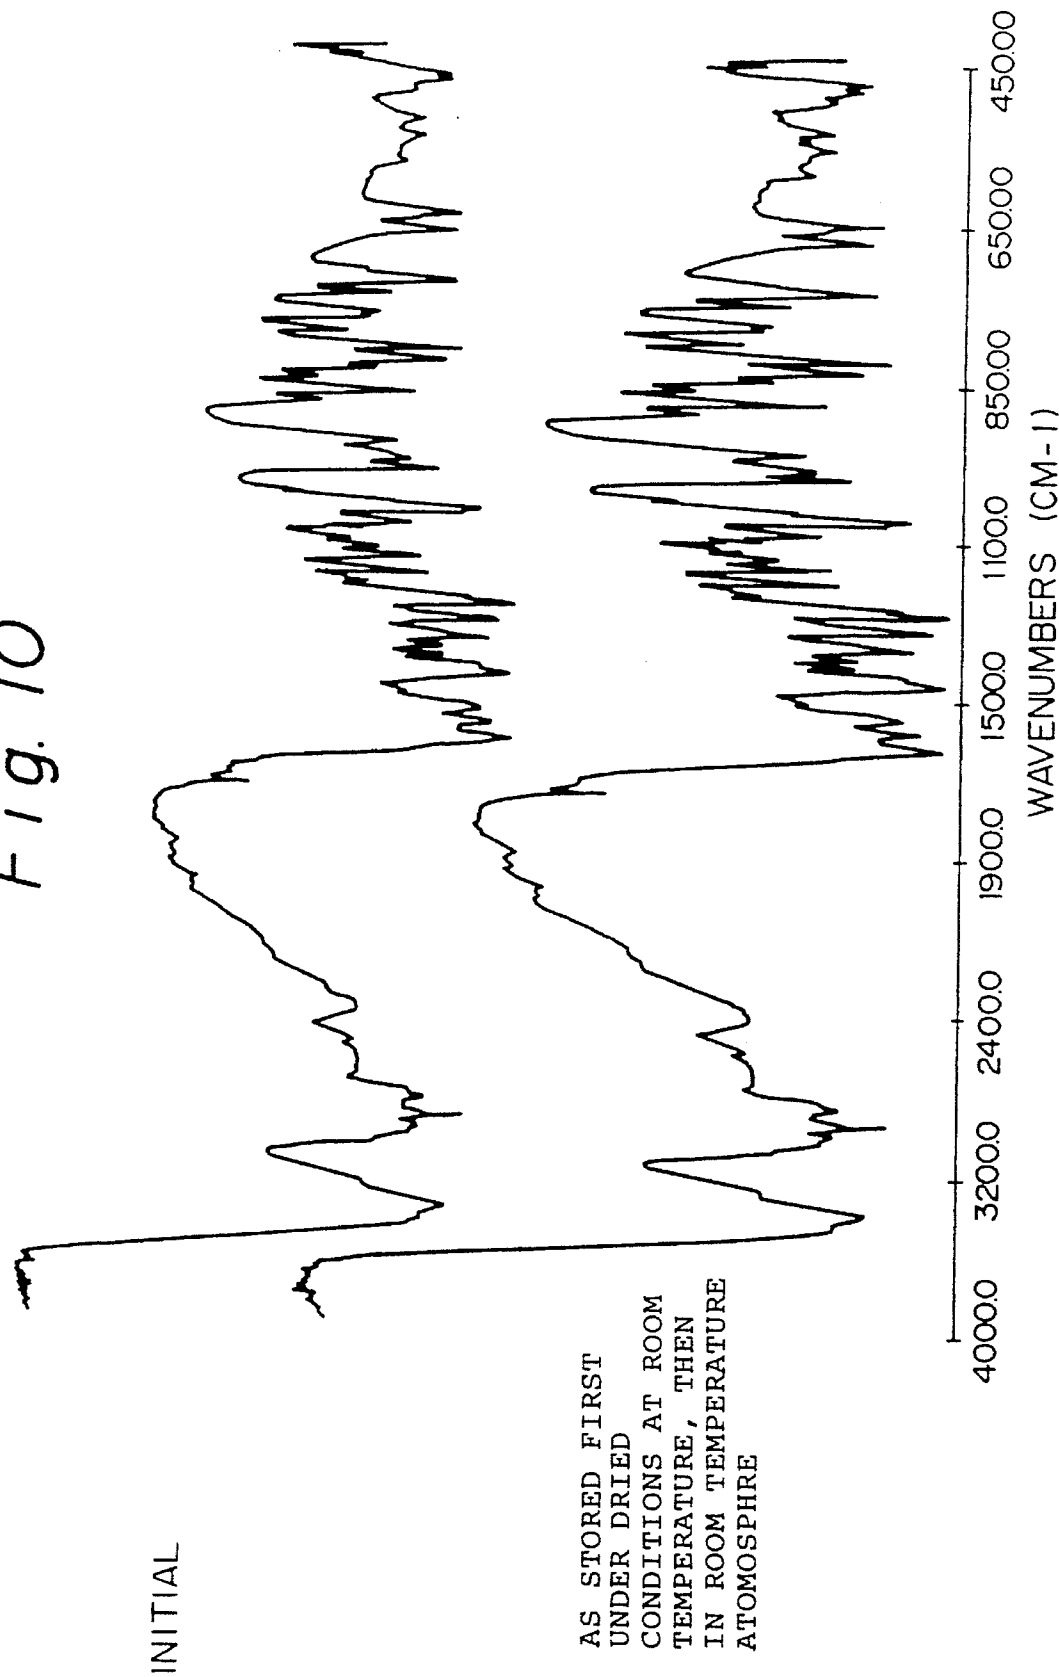 Fig. 10
INITIAL
AS STORED FIRST
UNDER DRIED
CONDITIONS AT ROOM
TEMPERATURE, THEN
IN ROOM TEMPERATURE
ATOMOSPHRE
4000.0 3200.0 2400.0 1900.0 1500.0 1100.0 850.00 650.00 450.00
WAVENUMBERS (CM-1)